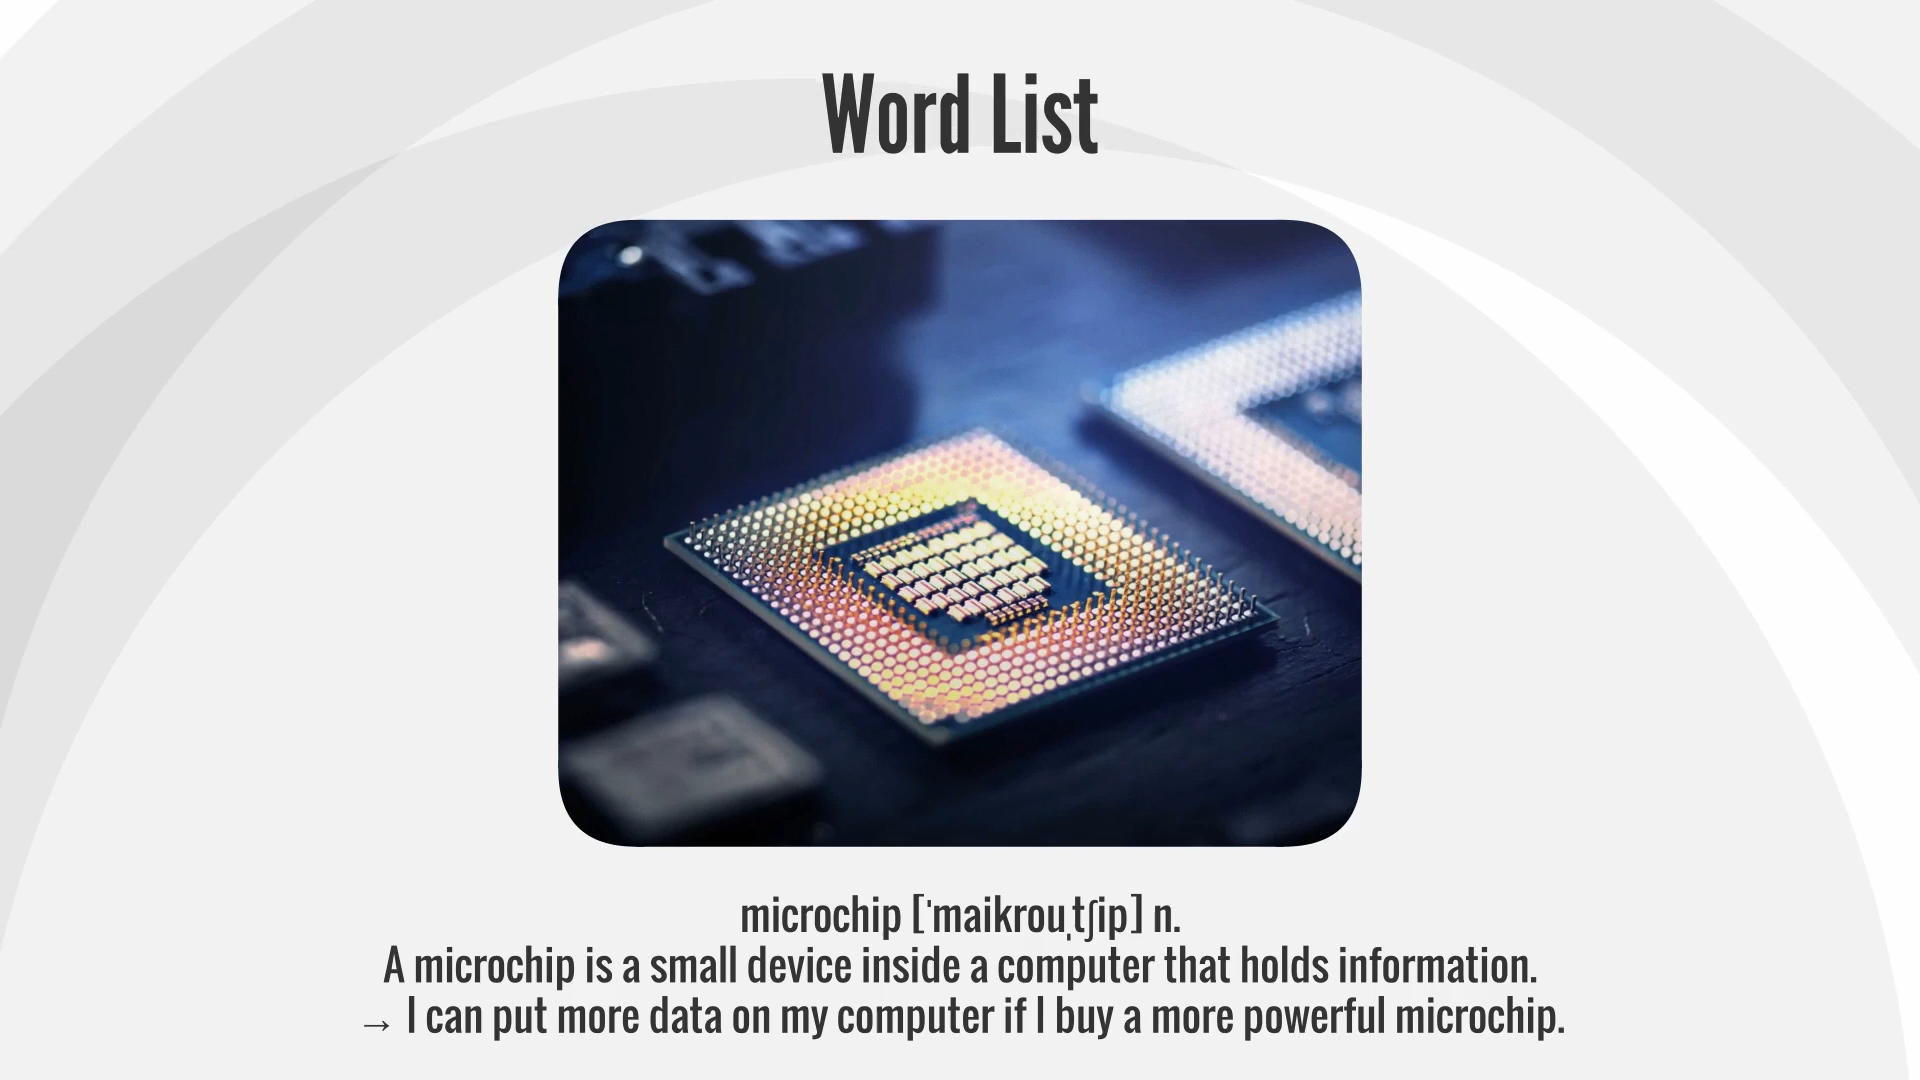 Word List
microchip [ˈmaikrouˌtʃip] n.
A microchip is a small device inside a computer that holds information.
→ I can put more data on my computer if I buy a more powerful microchip.